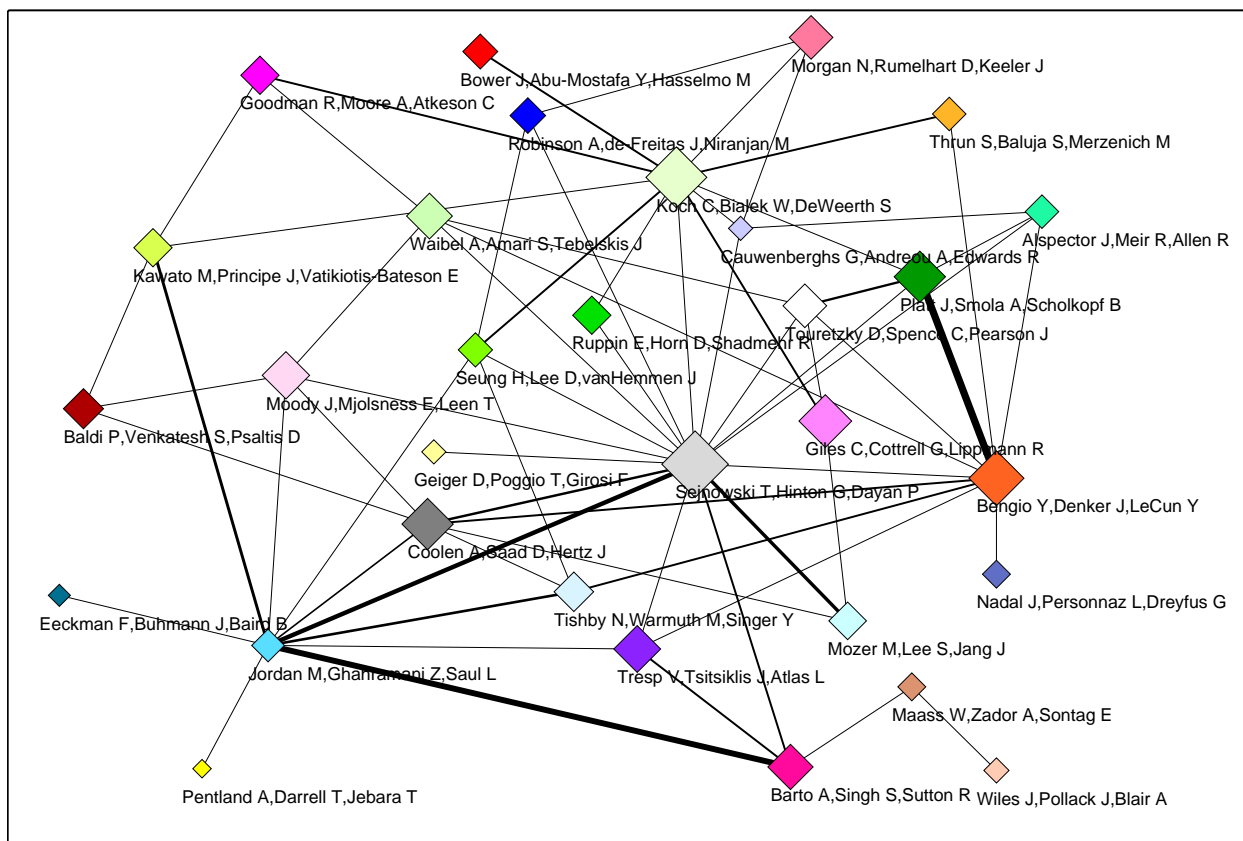 Morgan N,Rumelhart D,Keeler J
Bower J,Abu-Mostafa Y,Hasselmo M
Goodman R,Moore A,Atkeson C
Robinson A,de-Freitas J,Niranjan M
Thrun S,Baluja S,Merzenich M
Koch C,Bialek W,DeWeerth S
Alspector J,Meir R,Allen R
Waibel A,Amari S,Tebelskis J
Cauwenberghs G,Andreou A,Edwards R
Kawato M,Principe J,Vatikiotis-Bateson E
Platt J,Smola A,Scholkopf B
Touretzky D,Spence C,Pearson J
Ruppin E,Horn D,Shadmehr R
Seung H,Lee D,vanHemmen J
Moody J,Mjolsness E,Leen T
Baldi P,Venkatesh S,Psaltis D
Giles C,Cottrell G,Lippmann R
Geiger D,Poggio T,Girosi F
Sejnowski T,Hinton G,Dayan P
Bengio Y,Denker J,LeCun Y
Coolen A,Saad D,Hertz J
Nadal J,Personnaz L,Dreyfus G
Tishby N,Warmuth M,Singer Y
Eeckman F,Buhmann J,Baird B
Mozer M,Lee S,Jang J
Jordan M,Ghahramani Z,Saul L
Tresp V,Tsitsiklis J,Atlas L
Maass W,Zador A,Sontag E
Pentland A,Darrell T,Jebara T
Barto A,Singh S,Sutton R
Wiles J,Pollack J,Blair A